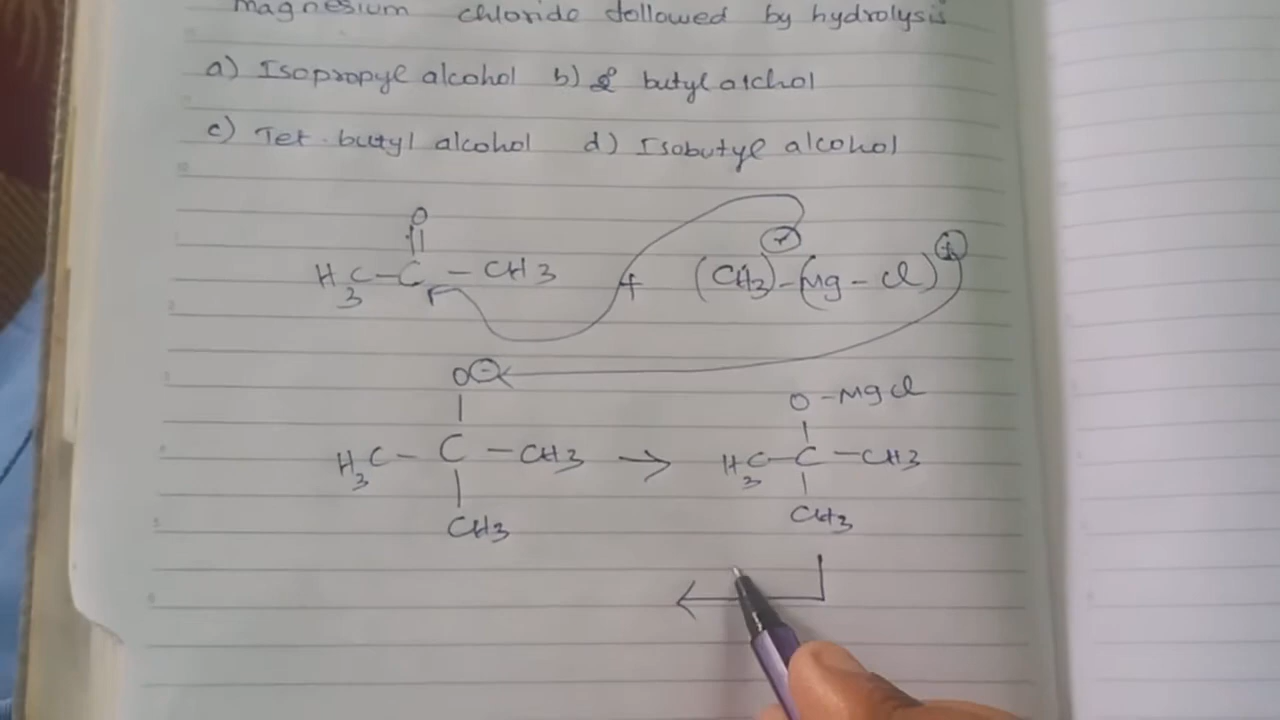 magnesium chloride followed by hydrolysis
a) Isopropyl alcohol b) butyl alchol
c) Tet. butyl alcohol d) Isobutyl alcohol
O
H3C-C-CH3 + (CH3)-(Mg-Cl)+
O-
O-MgCl
H3C-C-CH3 → H3C-C-CH3
CH3 CH3